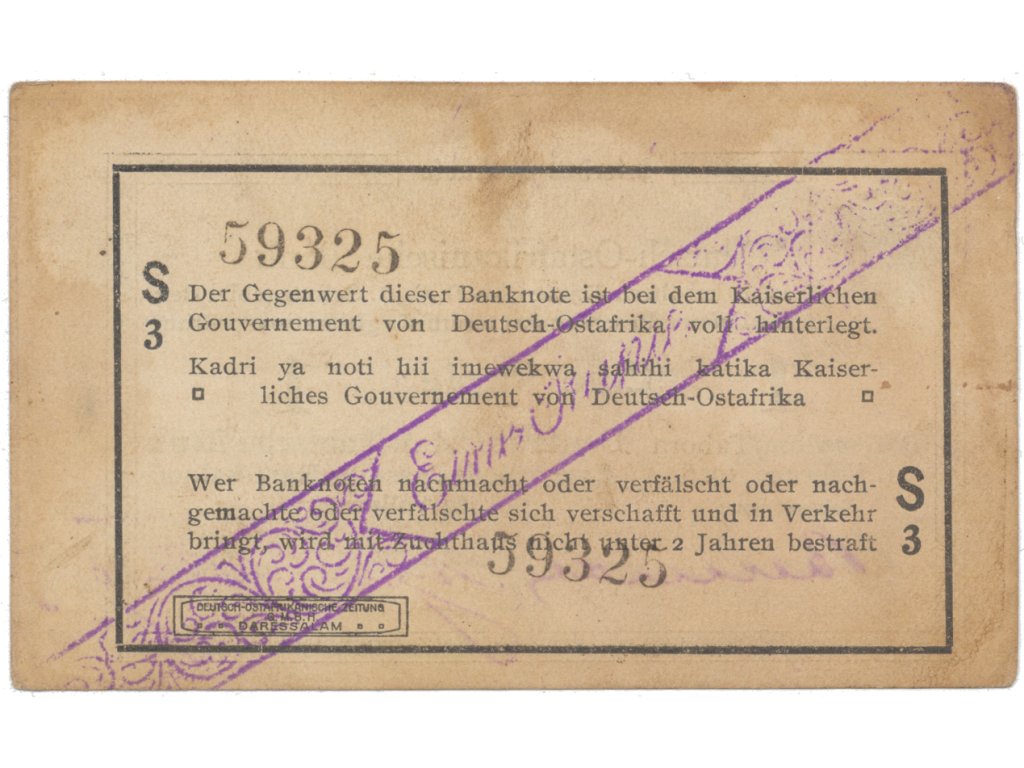 59325
S
3
Der Gegenwert dieser Banknote ist bei dem Kaiserlichen
Gouvernement von Deutsch-Ostafrika voll hinterlegt.
Kadri ya noti hii imewekwa sahihi katika Kaiser-
liches Gouvernement von Deutsch-Ostafrika
Eine Rupie
Wer Banknoten nachmacht oder verfälscht oder nach-
gemachte oder verfälschte sich verschafft und in Verkehr
bringt, wird mit Zuchthaus nicht unter 2 Jahren bestraft
S
3
59325
DEUTSCH-OSTAFRIKANISCHE ZEITUNG
G.M.B.H.
DARESSALAM